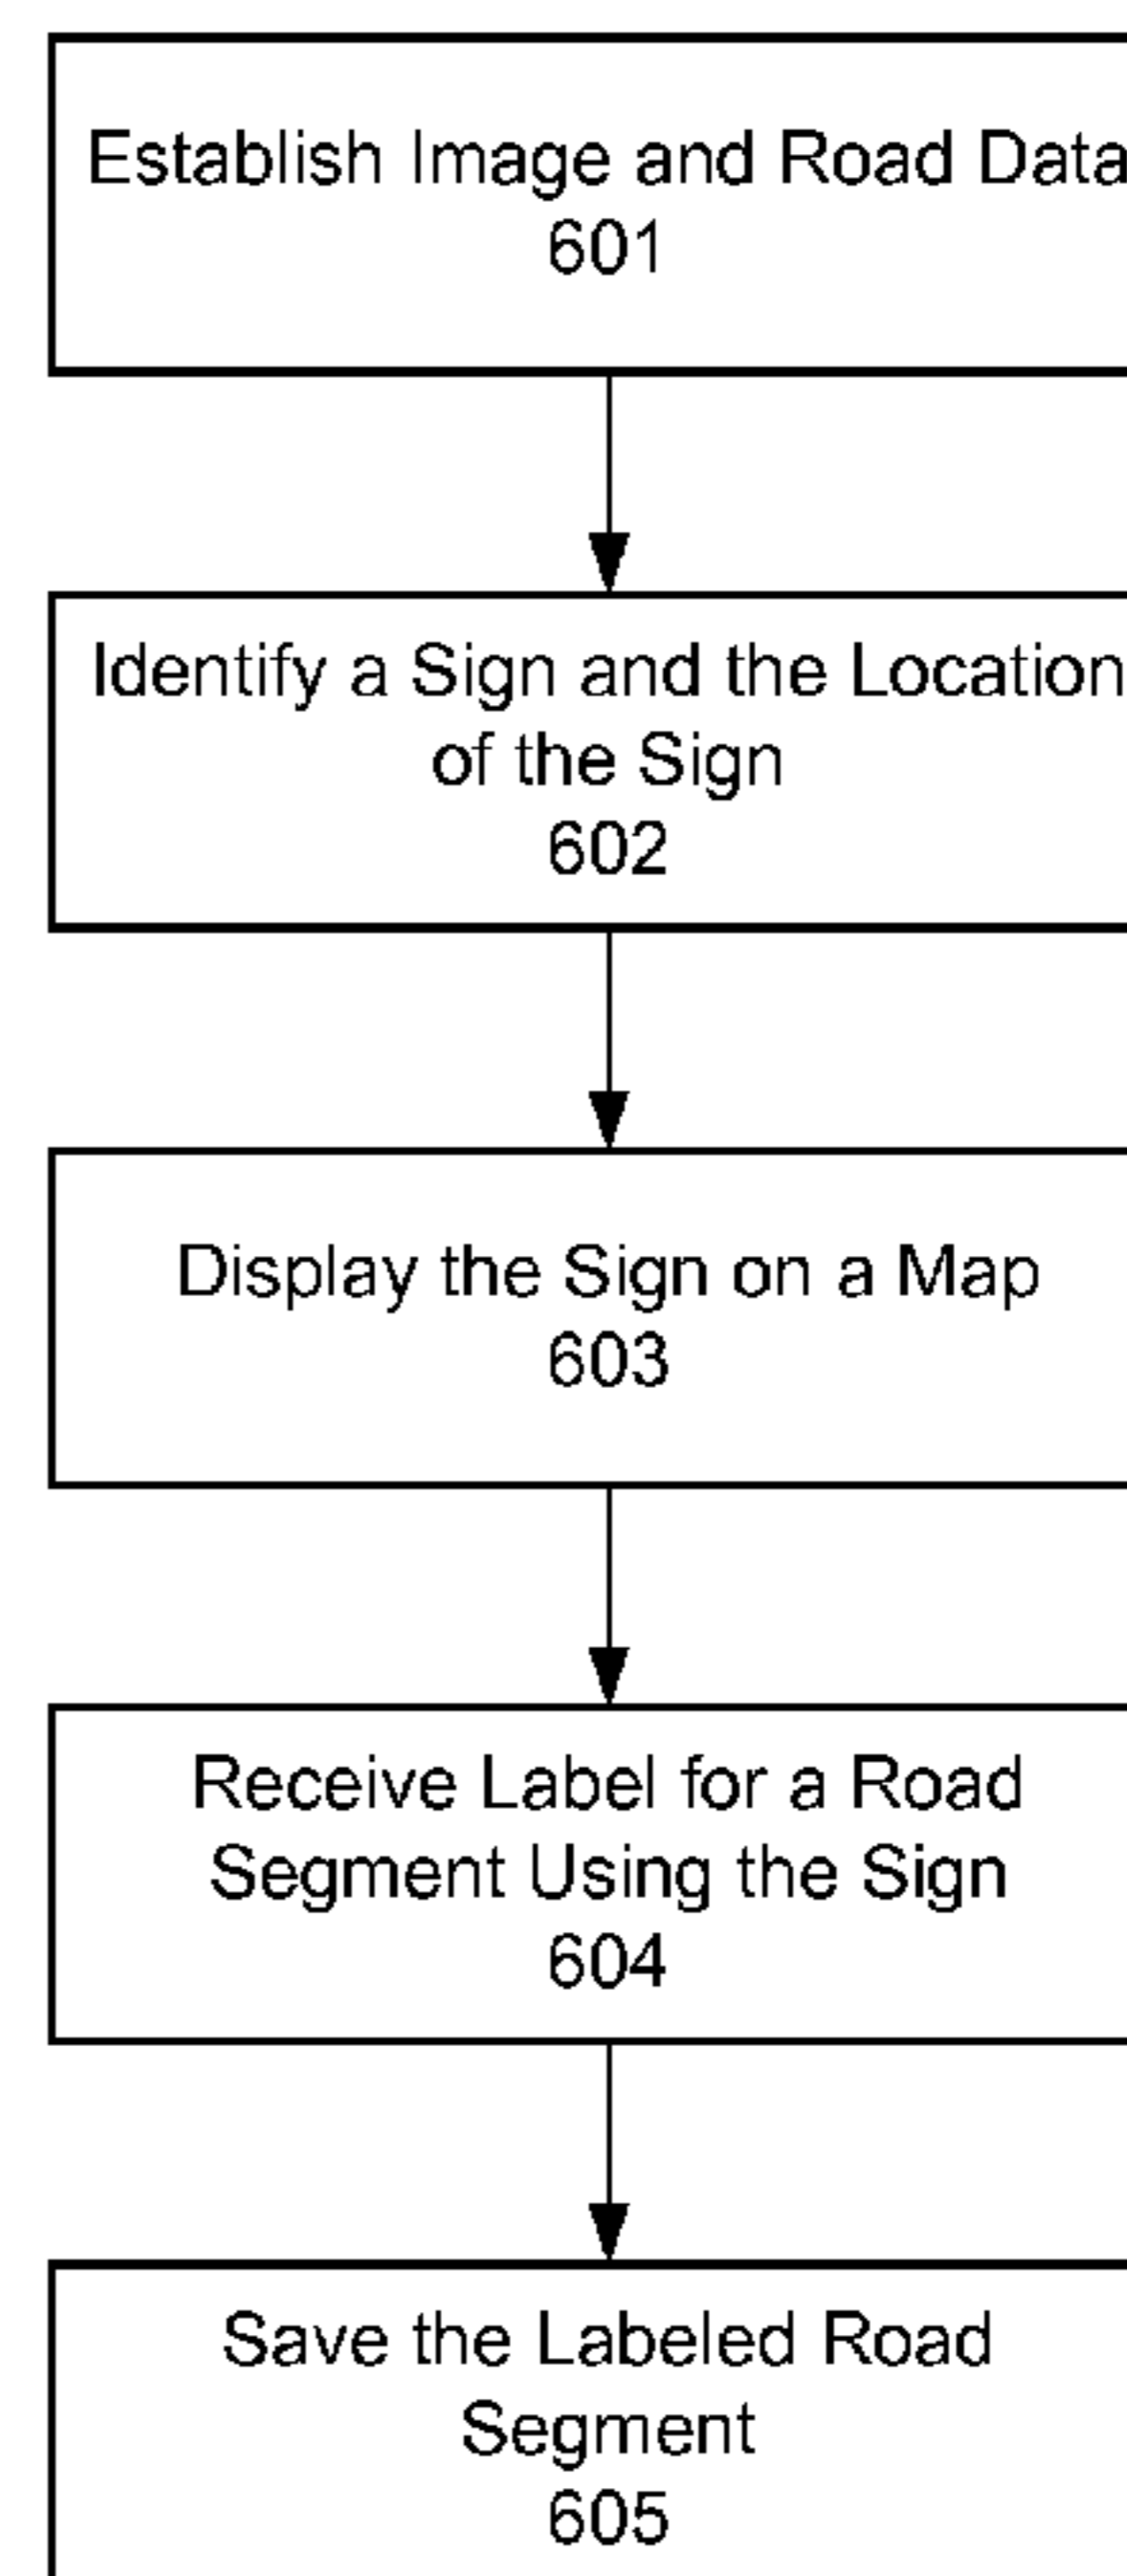 Establish Image and Road Data
601
Identify a Sign and the Location
of the Sign
602
Display the Sign on a Map
603
Receive Label for a Road
Segment Using the Sign
604
Save the Labeled Road
Segment
605